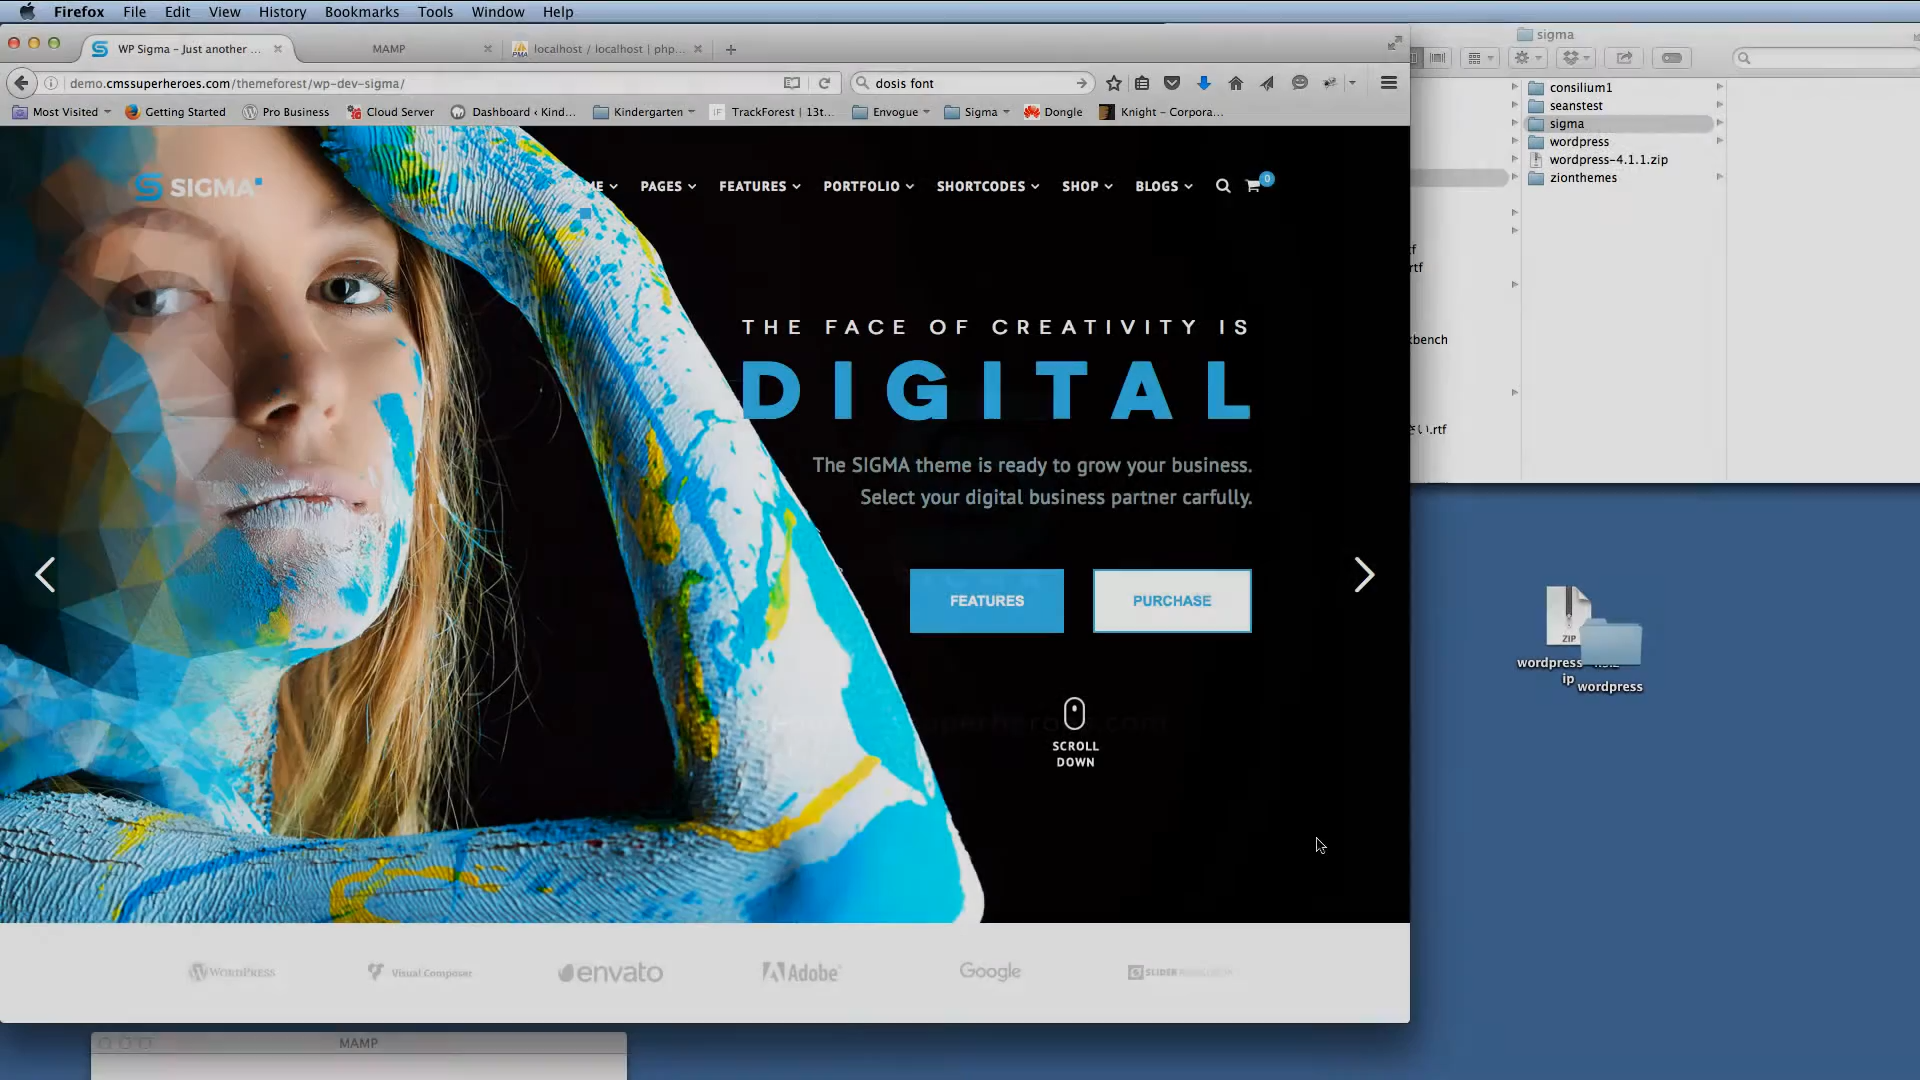 Firefox File Edit View History Bookmarks Tools Window Help
sigma
WP Sigma – Just another ...
MAMP
localhost / localhost | php...
demo.cmssuperheroes.com/themeforest/wp-dev-sigma/
dosis font
Most Visited
Getting Started
Pro Business
Cloud Server
Dashboard ‹ Kind...
Kindergarten
TrackForest | 13t...
Envogue
Sigma
Dongle
Knight – Corpora...
consilium1
seanstest
sigma
wordpress
wordpress-4.1.1.zip
zionthemes
SIGMA
PAGES
FEATURES
PORTFOLIO
SHORTCODES
SHOP
BLOGS
0
THE FACE OF CREATIVITY IS
DIGITAL
The SIGMA theme is ready to grow your business.
Select your digital business partner carfully.
FEATURES
PURCHASE
SCROLL
DOWN
WORDPRESS
Visual Composer
envato
Adobe
Google
SLIDER
ZIP
wordpress
ip
wordpress
MAMP